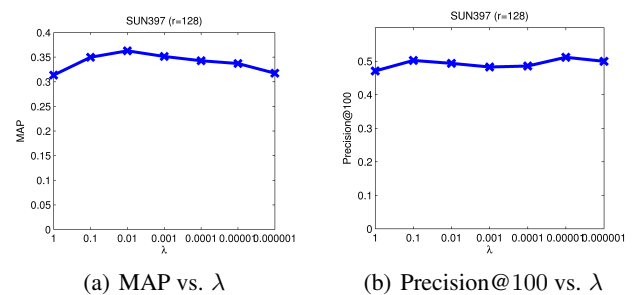 SUN397 (r=128)
0.4
0.35
0.3
0.25
0.2
0.15
0.1
0.05
0
MAP
1 0.1 0.01 0.001 0.0001 0.00001 0.000001
λ
(a) MAP vs. λ
SUN397 (r=128)
0.5
0.4
0.3
0.2
0.1
0
Precision@100
1 0.1 0.01 0.001 0.0001 0.00001 0.000001
λ
(b) Precision@100 vs. λ